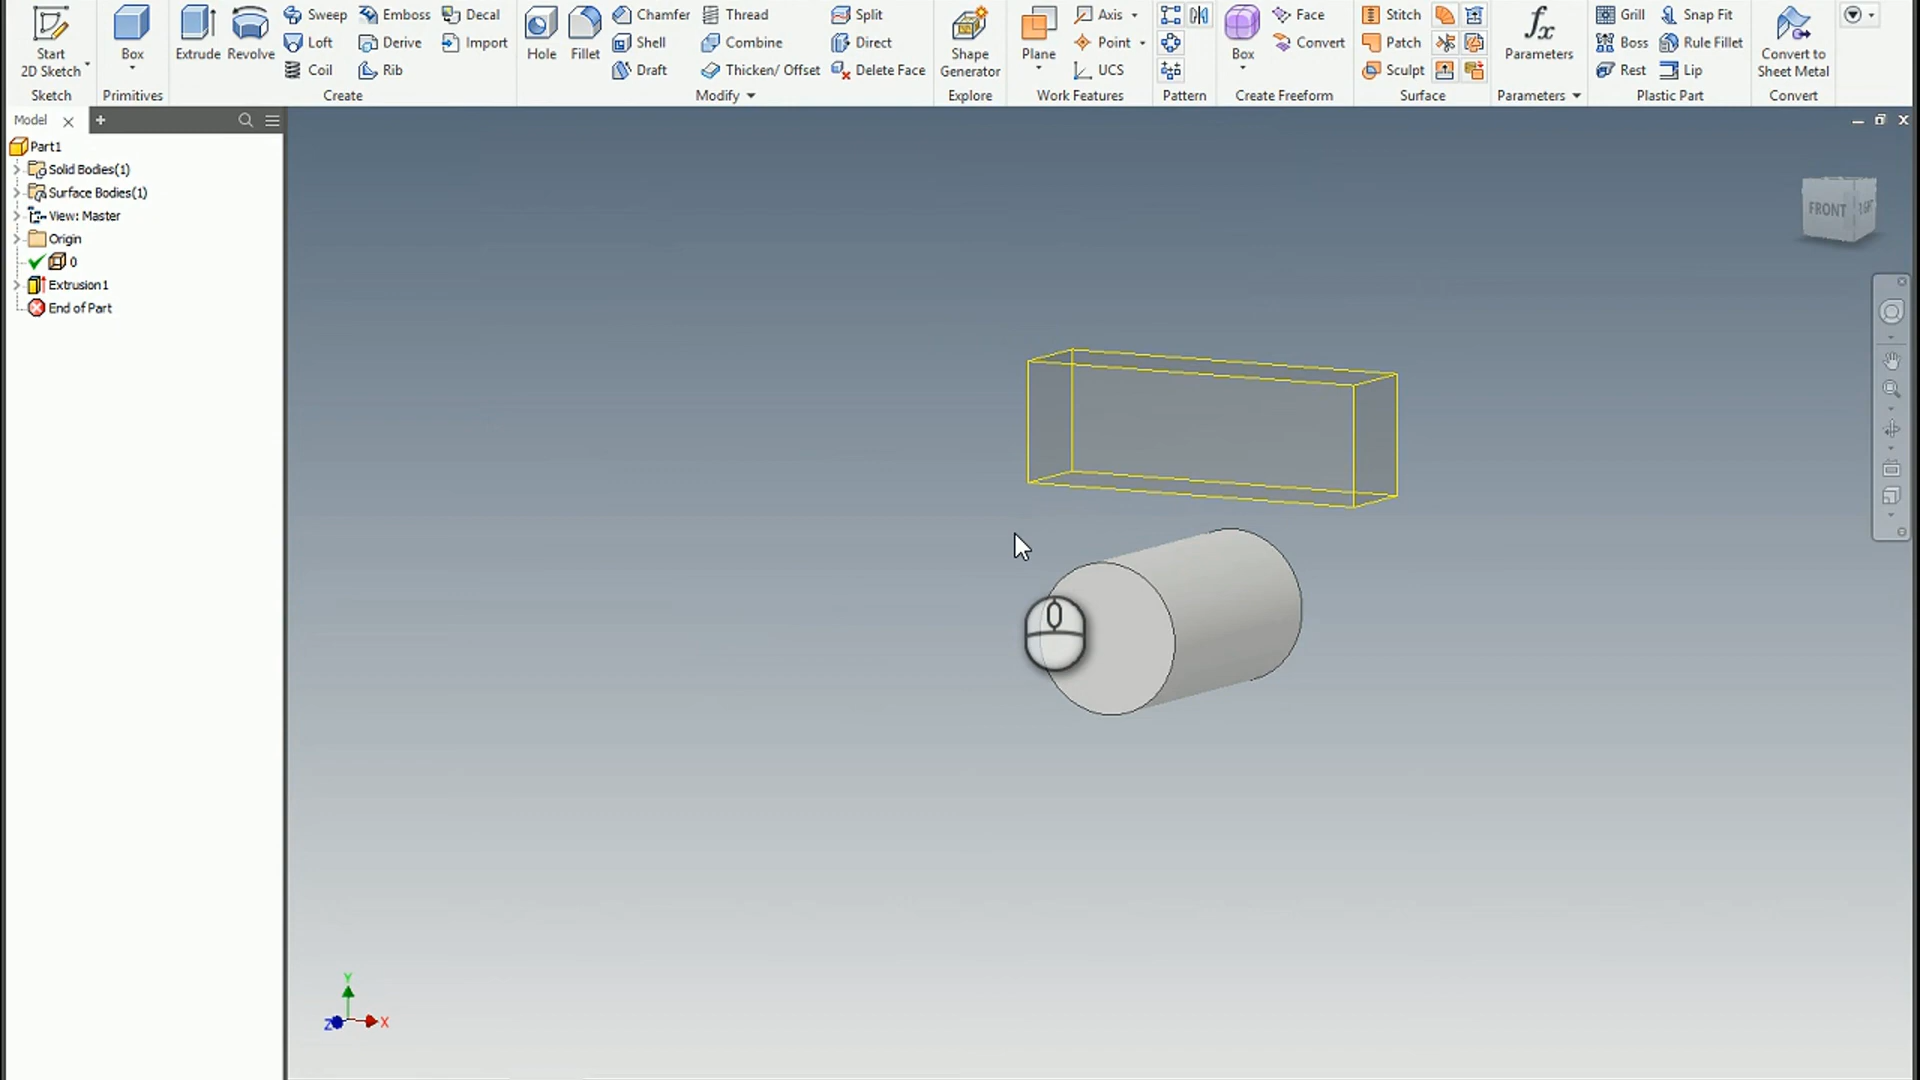 Start
2D Sketch
Sketch
Box
Primitives
Extrude
Revolve
Sweep
Loft
Coil
Emboss
Derive
Rib
Decal
Import
Create
Hole
Fillet
Chamfer
Shell
Draft
Thread
Combine
Thicken/ Offset
Split
Direct
Delete Face
Modify
Shape
Generator
Explore
Plane
Axis
Point
UCS
Work Features
Pattern
Box
Face
Convert
Create Freeform
Stitch
Patch
Sculpt
Surface
fx
Parameters
Parameters
Grill
Boss
Rest
Snap Fit
Rule Fillet
Lip
Plastic Part
Convert to
Sheet Metal
Convert
Model
Part1
Solid Bodies(1)
Surface Bodies(1)
View: Master
Origin
0
Extrusion1
End of Part
FRONT
RIGHT
Y
Z
X